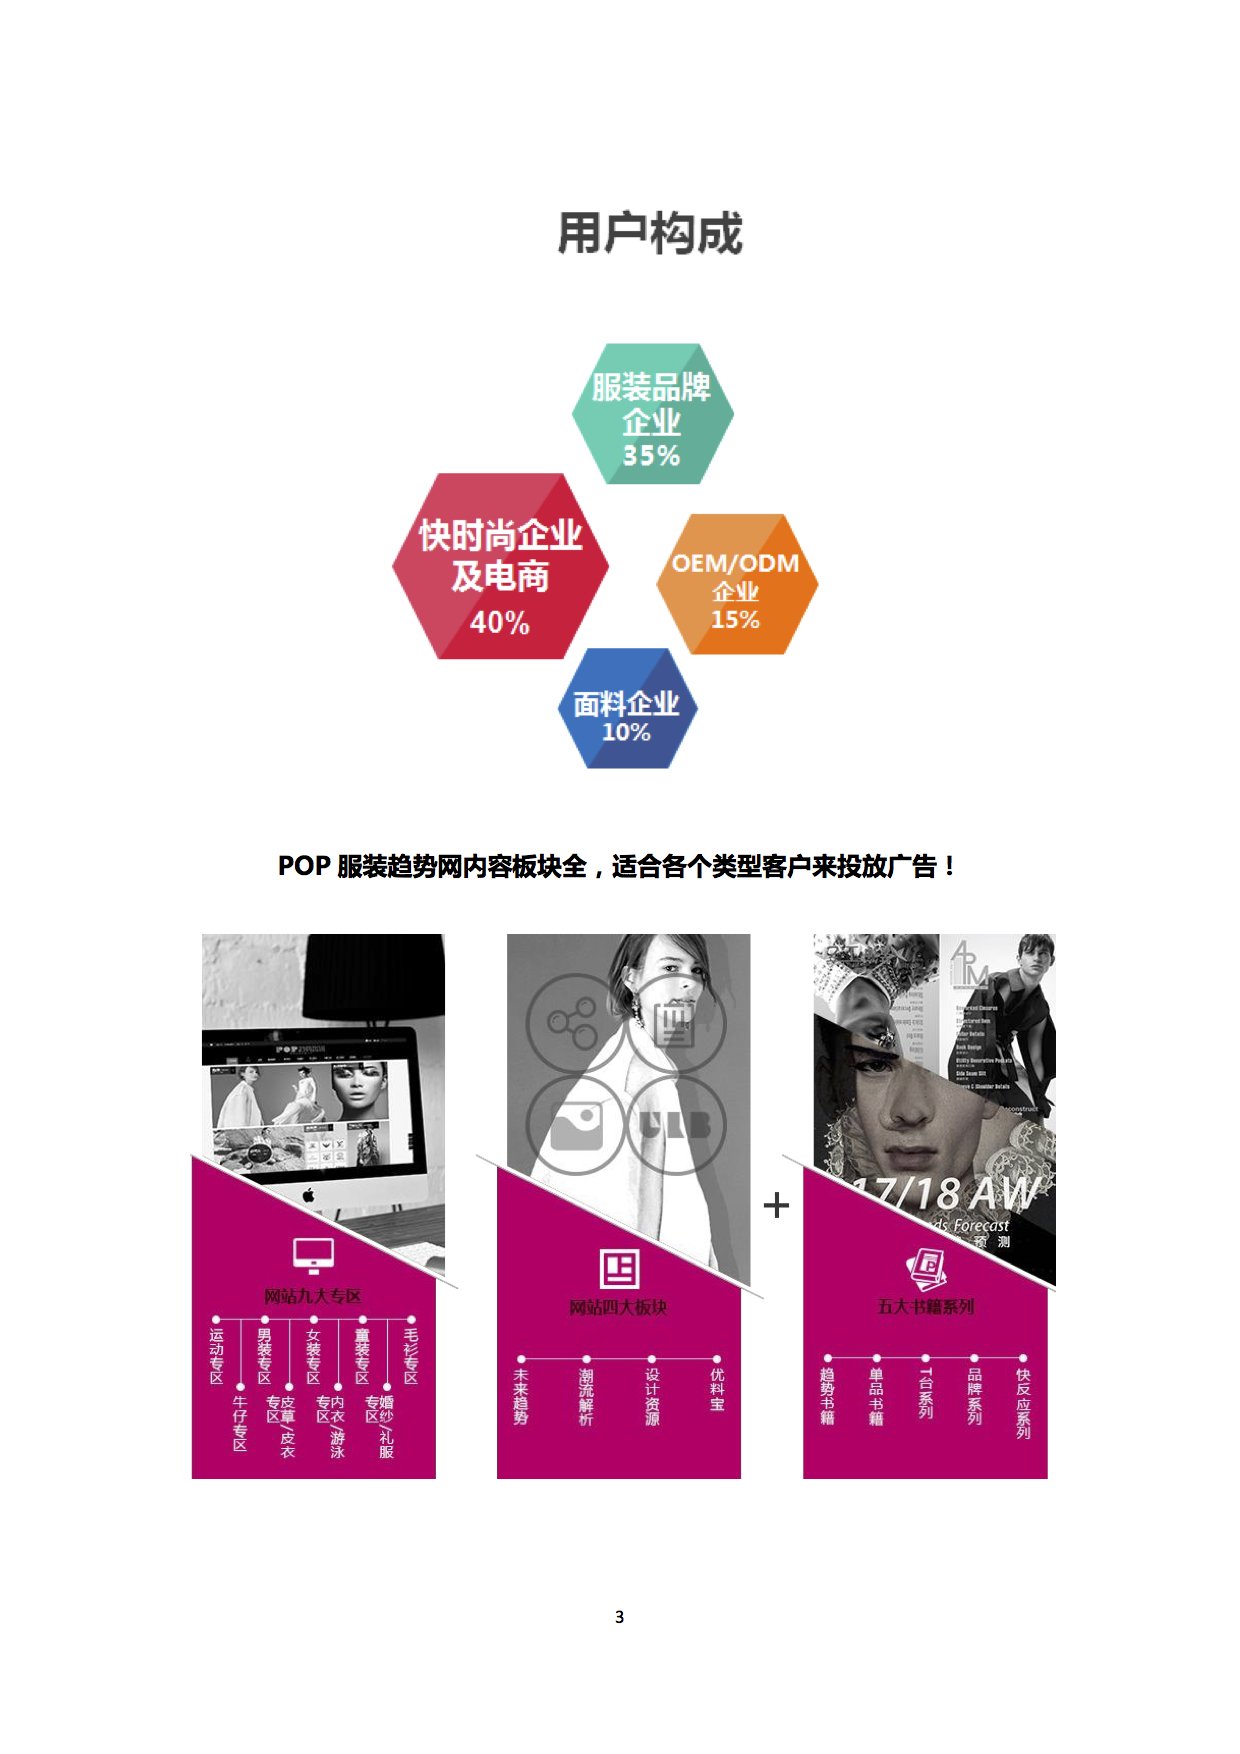 用户构成
服装品牌
企业
35%
快时尚企业
及电商
40%
OEM/ODM
企业
15%
面料企业
10%
POP 服装趋势网内容板块全，适合各个类型客户来投放广告！
APM
ULB
17/18 AW
ds Forecast
预 测
+
网站九大专区
运动专区
牛仔专区
男装专区
皮草/皮衣专区
女装专区
内衣/游泳专区
童装专区
婚纱/礼服专区
毛衫专区
网站四大板块
未来趋势
潮流解析
设计资源
优料宝
五大书籍系列
趋势书籍
单品书籍
T台系列
品牌系列
快反应系列
3